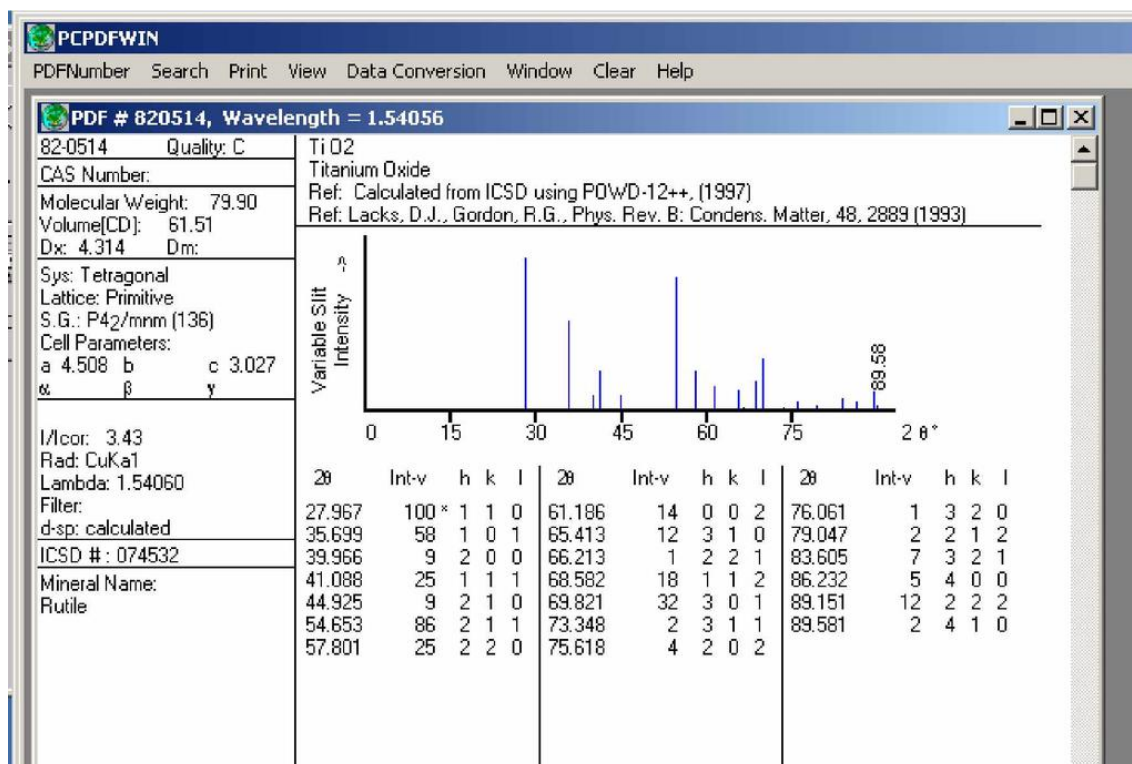 PCPDFWIN
PDFNumber Search Print View Data Conversion Window Clear Help
PDF # 820514, Wavelength = 1.54056
82-0514 Quality: C
CAS Number:
Molecular Weight: 79.90
Volume[CD]: 61.51
Dx: 4.314 Dm:
Sys: Tetragonal
Lattice: Primitive
S.G.: P42/mnm (136)
Cell Parameters:
a 4.508 b c 3.027
α β γ
I/Icor: 3.43
Rad: CuKa1
Lambda: 1.54060
Filter:
d-sp: calculated
ICSD # : 074532
Mineral Name:
Rutile
Ti O2
Titanium Oxide
Ref: Calculated from ICSD using POWD-12++, (1997)
Ref: Lacks, D.J., Gordon, R.G., Phys. Rev. B: Condens. Matter, 48, 2889 (1993)
Variable Slit
Intensity ->
89.58
0 15 30 45 60 75 2 θ°
2θ Int-v h k l 2θ Int-v h k l 2θ Int-v h k l
27.967 100 * 1 1 0 61.186 14 0 0 2 76.061 1 3 2 0
35.699 58 1 0 1 65.413 12 3 1 0 79.047 2 2 1 2
39.966 9 2 0 0 66.213 1 2 2 1 83.605 7 3 2 1
41.088 25 1 1 1 68.582 18 1 1 2 86.232 5 4 0 0
44.925 9 2 1 0 69.821 32 3 0 1 89.151 12 2 2 2
54.653 86 2 1 1 73.348 2 3 1 1 89.581 2 4 1 0
57.801 25 2 2 0 75.618 4 2 0 2